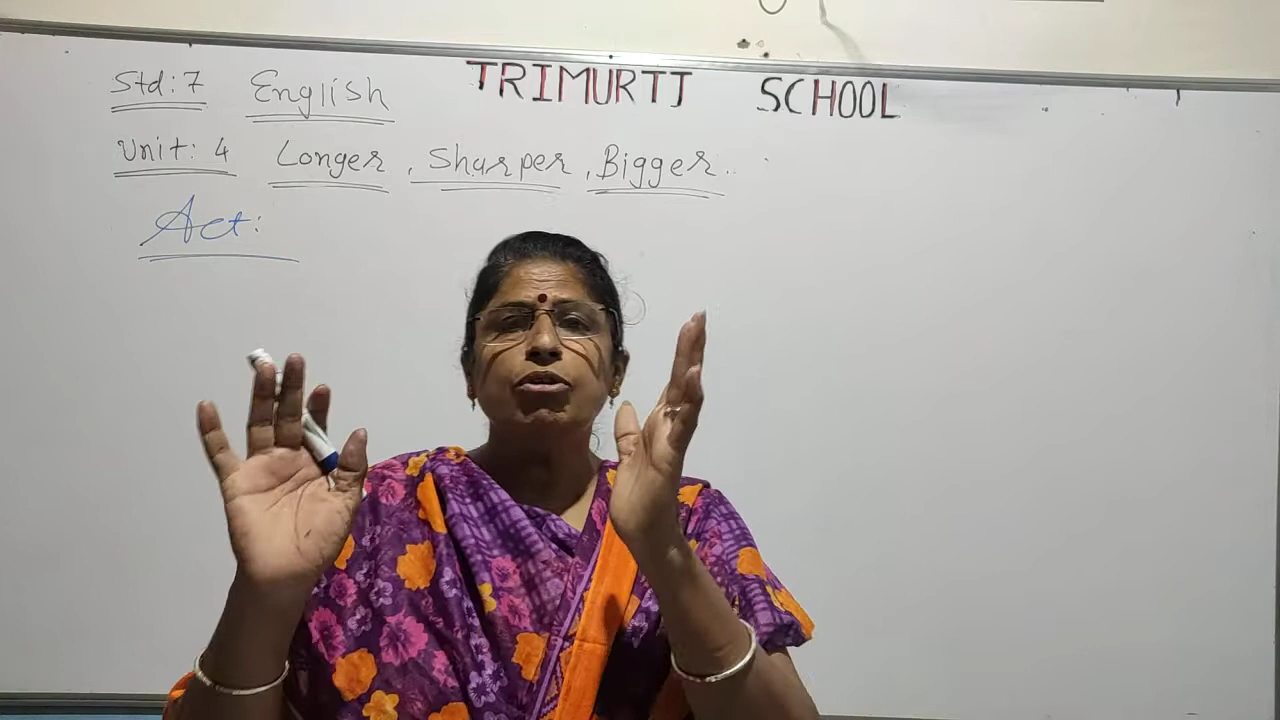 TRIMURTI SCHOOL
Std: 7 English
Unit: 4 Longer, Sharper, Bigger..
Act: